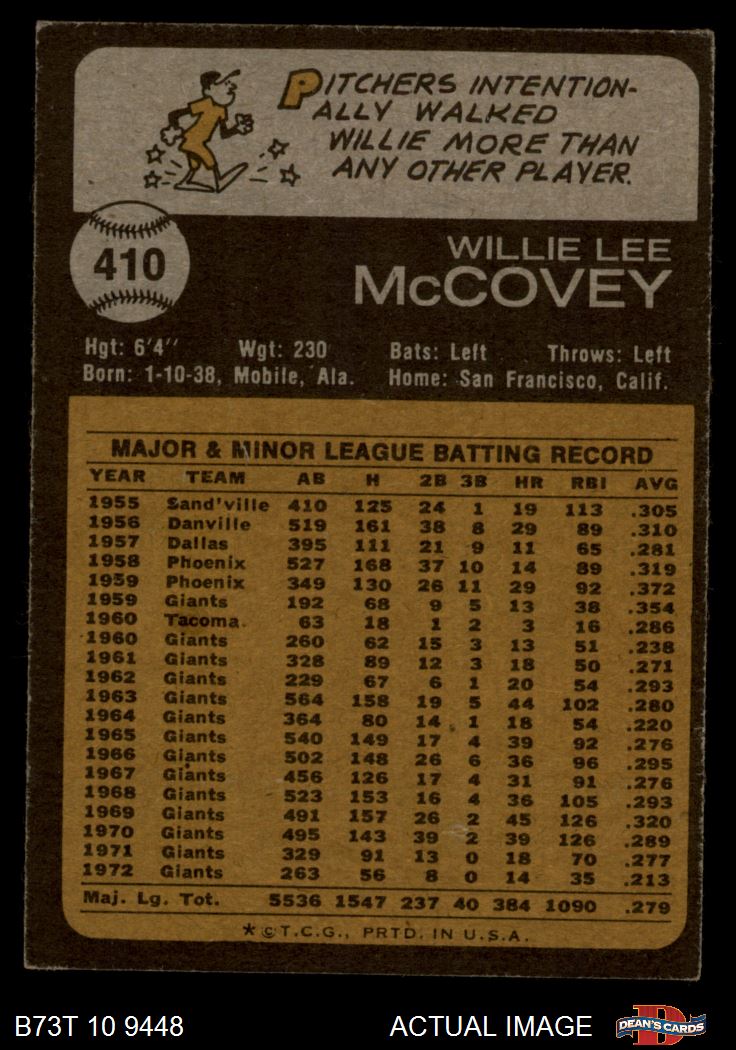 PITCHERS INTENTION-
ALLY WALKED
WILLIE MORE THAN
ANY OTHER PLAYER.
410
WILLIE LEE
McCOVEY
Hgt: 6'4" Wgt: 230 Bats: Left Throws: Left
Born: 1-10-38, Mobile, Ala. Home: San Francisco, Calif.
MAJOR & MINOR LEAGUE BATTING RECORD
YEAR TEAM AB H 2B 3B HR RBI AVG
1955 Sand'ville 410 125 24 1 19 113 .305
1956 Danville 519 161 38 8 29 89 .310
1957 Dallas 395 111 21 9 11 65 .281
1958 Phoenix 527 168 37 10 14 89 .319
1959 Phoenix 349 130 26 11 29 92 .372
1959 Giants 192 68 9 5 13 38 .354
1960 Tacoma 63 18 1 2 3 16 .286
1960 Giants 260 62 15 3 13 51 .238
1961 Giants 328 89 12 3 18 50 .271
1962 Giants 229 67 6 1 20 54 .293
1963 Giants 564 158 19 5 44 102 .280
1964 Giants 364 80 14 1 18 54 .220
1965 Giants 540 149 17 4 39 92 .276
1966 Giants 502 148 26 6 36 96 .295
1967 Giants 456 126 17 4 31 91 .276
1968 Giants 523 153 16 4 36 105 .293
1969 Giants 491 157 26 2 45 126 .320
1970 Giants 495 143 39 2 39 126 .289
1971 Giants 329 91 13 0 18 70 .277
1972 Giants 263 56 8 0 14 35 .213
Maj. Lg. Tot. 5536 1547 237 40 384 1090 .279
*©T.C.G., PRTD. IN U.S.A.
B73T 10 9448 ACTUAL IMAGE D DEAN'S CARDS